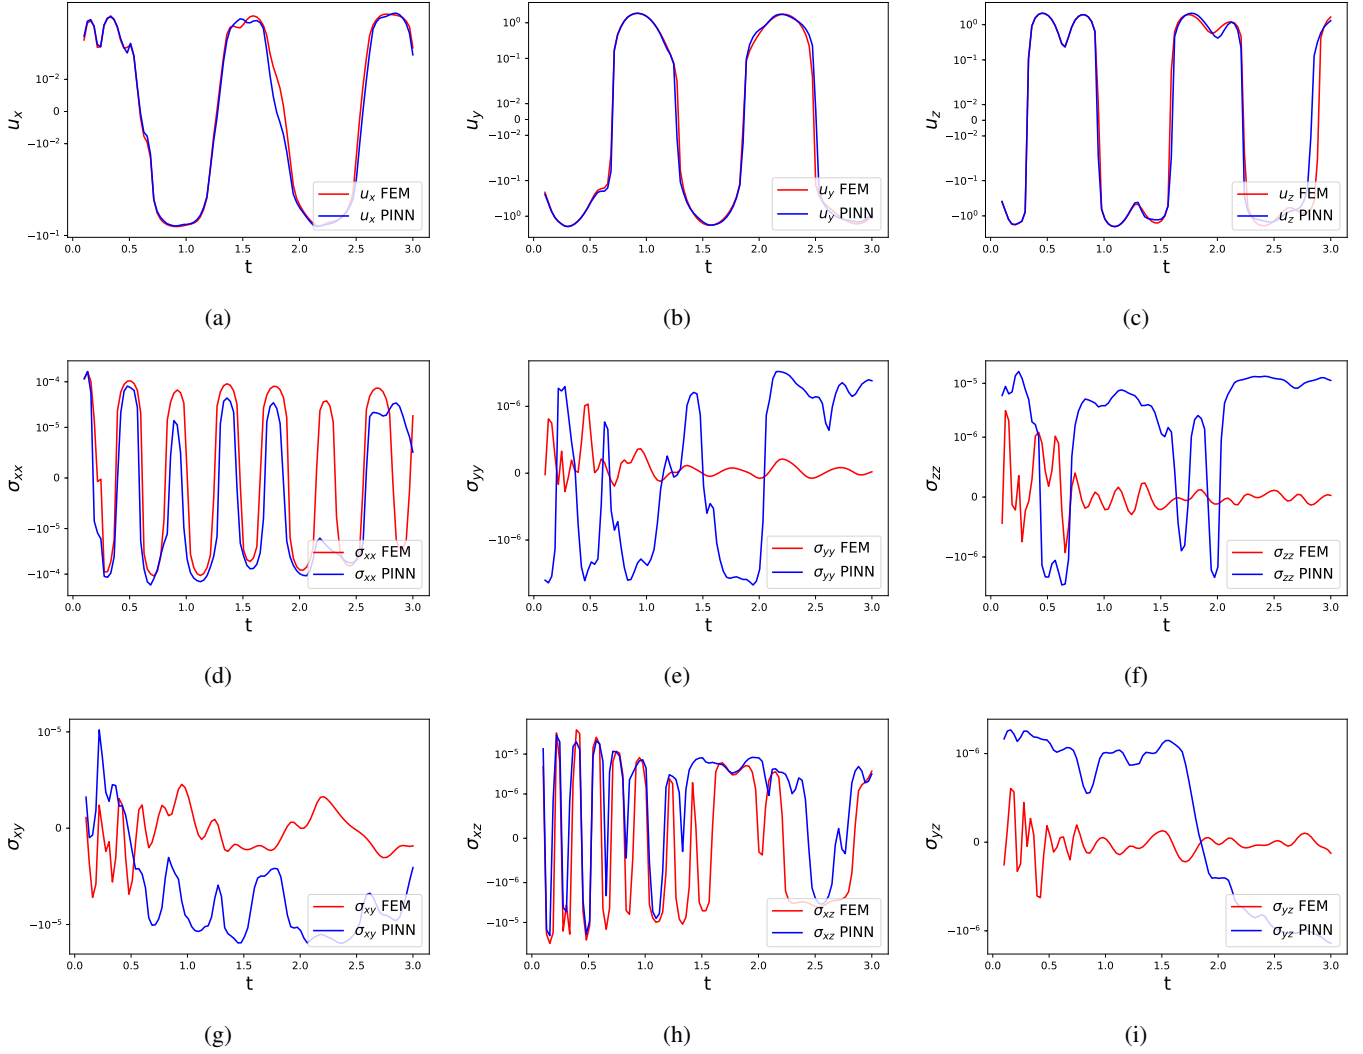 10⁻²
0
−10⁻²
−10⁻¹
u_x
u_x FEM
u_x PINN
0.0 0.5 1.0 1.5 2.0 2.5 3.0
t
(a)
10⁰
10⁻¹
10⁻²
0
−10⁻²
−10⁻¹
−10⁰
u_y
u_y FEM
u_y PINN
0.0 0.5 1.0 1.5 2.0 2.5 3.0
t
(b)
10⁰
10⁻¹
10⁻²
0
−10⁻²
−10⁻¹
−10⁰
u_z
u_z FEM
u_z PINN
0.0 0.5 1.0 1.5 2.0 2.5 3.0
t
(c)
10⁻⁴
10⁻⁵
0
−10⁻⁵
−10⁻⁴
σ_xx
σ_xx FEM
σ_xx PINN
0.0 0.5 1.0 1.5 2.0 2.5 3.0
t
(d)
10⁻⁶
0
−10⁻⁶
σ_yy
σ_yy FEM
σ_yy PINN
0.0 0.5 1.0 1.5 2.0 2.5 3.0
t
(e)
10⁻⁵
10⁻⁶
0
−10⁻⁶
σ_zz
σ_zz FEM
σ_zz PINN
0.0 0.5 1.0 1.5 2.0 2.5 3.0
t
(f)
10⁻⁵
0
−10⁻⁵
σ_xy
σ_xy FEM
σ_xy PINN
0.0 0.5 1.0 1.5 2.0 2.5 3.0
t
(g)
10⁻⁵
10⁻⁶
0
−10⁻⁶
−10⁻⁵
σ_xz
σ_xz FEM
σ_xz PINN
0.0 0.5 1.0 1.5 2.0 2.5 3.0
t
(h)
10⁻⁶
0
−10⁻⁶
σ_yz
σ_yz FEM
σ_yz PINN
0.0 0.5 1.0 1.5 2.0 2.5 3.0
t
(i)